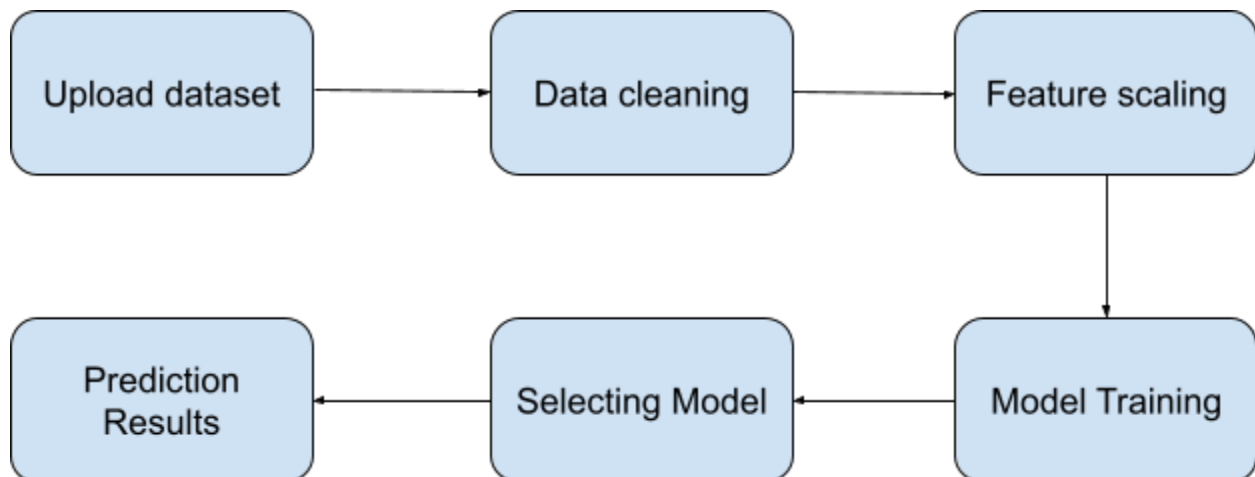 Upload dataset
Data cleaning
Feature scaling
Model Training
Selecting Model
Prediction
Results